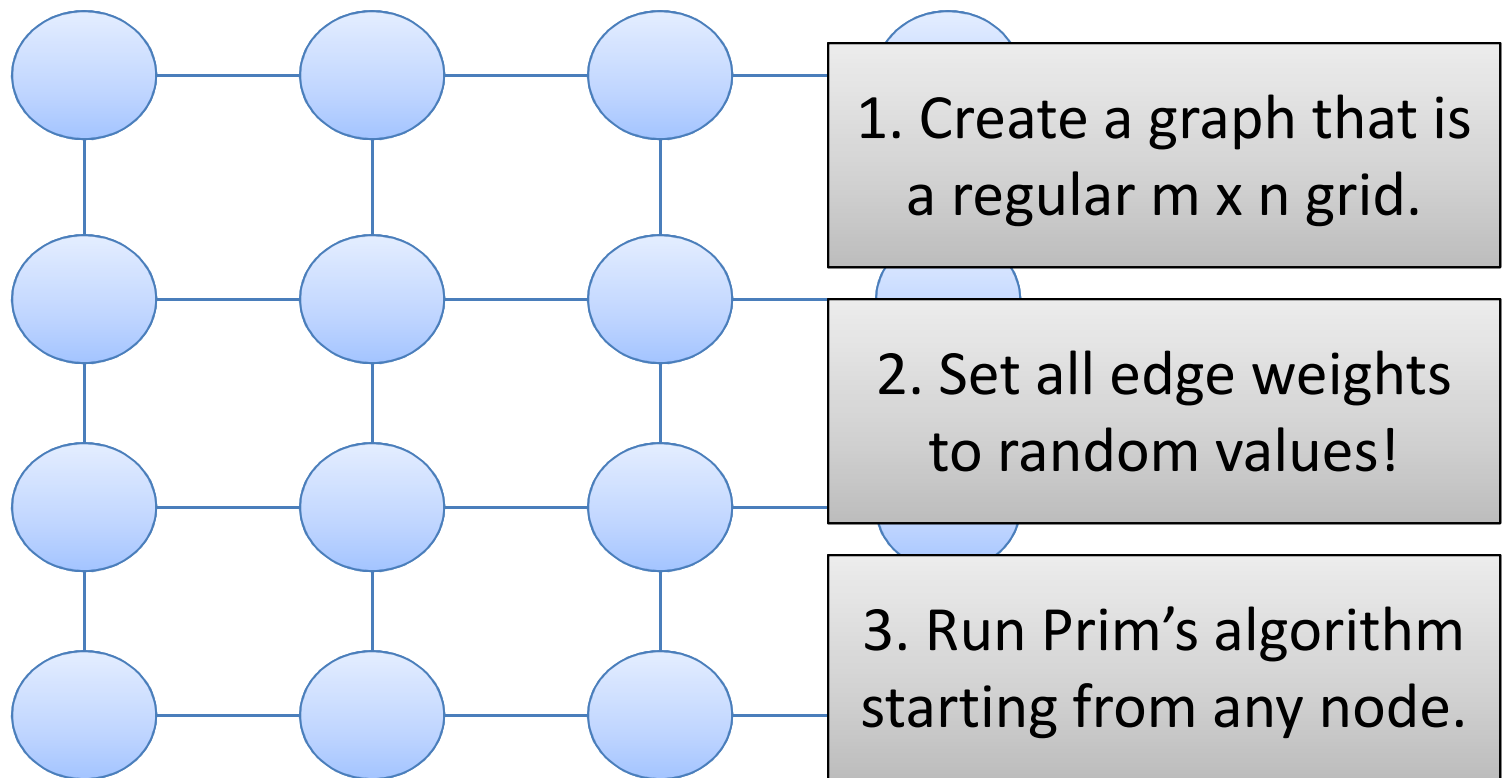 1. Create a graph that is
a regular m x n grid.
2. Set all edge weights
to random values!
3. Run Prim’s algorithm
starting from any node.